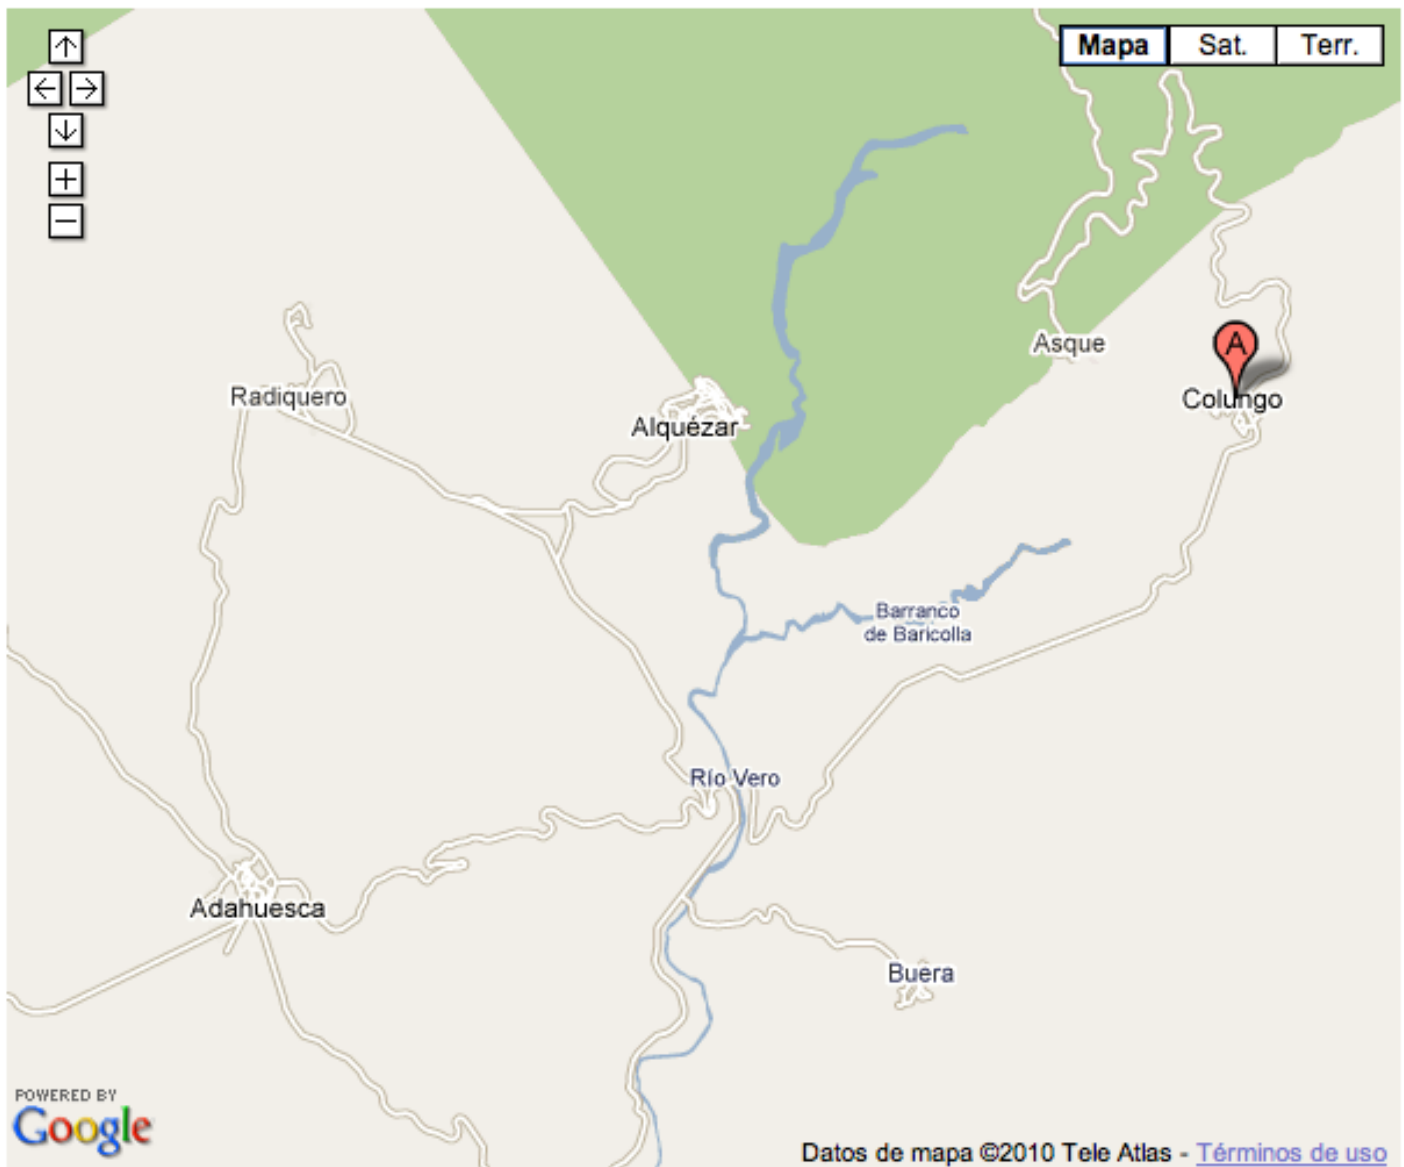 Mapa
Sat.
Terr.
Asque
A
Radiquero
Colungo
Alquézar
Barranco
de Baricolla
Río Vero
Adahuesca
Buera
POWERED BY
Google
Datos de mapa ©2010 Tele Atlas - Términos de uso